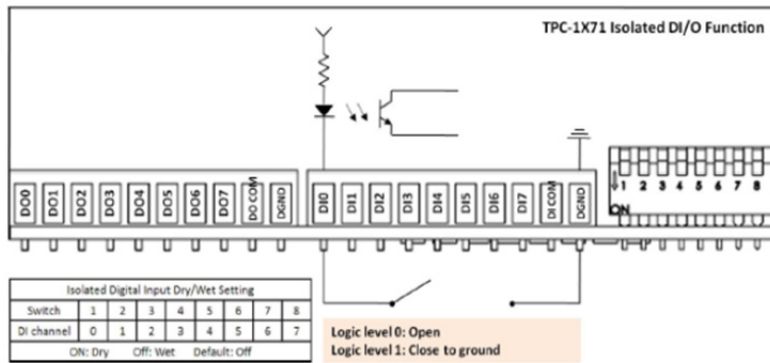 TPC-1X71 Isolated DI/O Function
1 2 3 4 5 6 7 8
ON
DO0 DO1 DO2 DO3 DO4 DO5 DO6 DO7 DO COM DGND DI0 DI1 DI2 DI3 DI4 DI5 DI6 DI7 DI COM DGND
Isolated Digital Input Dry/Wet Setting
Switch 1 2 3 4 5 6 7 8
DI channel 0 1 2 3 4 5 6 7
ON: Dry Off: Wet Default: Off
Logic level 0: Open
Logic level 1: Close to ground